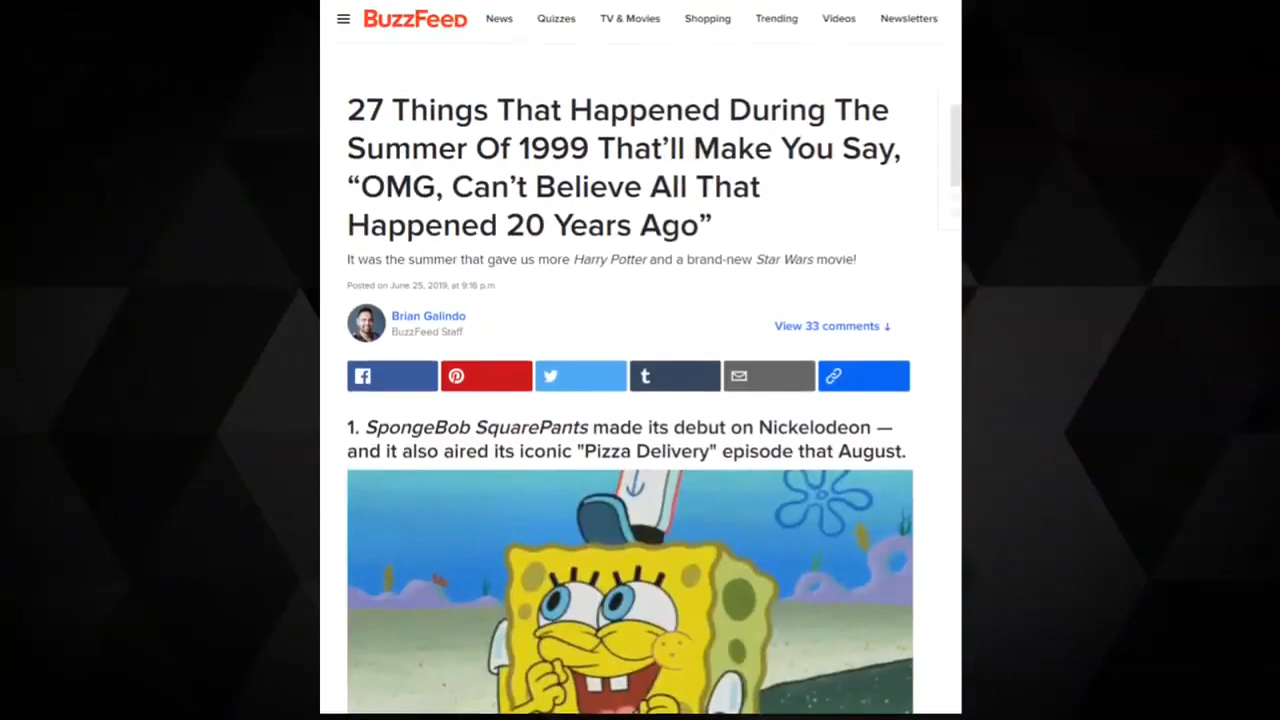 BuzzFeed News Quizzes TV & Movies Shopping Trending Videos Newsletters
27 Things That Happened During The
Summer Of 1999 That’ll Make You Say,
“OMG, Can’t Believe All That
Happened 20 Years Ago”
It was the summer that gave us more Harry Potter and a brand-new Star Wars movie!
Posted on June 25, 2019, at 9:16 p.m.
Brian Galindo
BuzzFeed Staff
View 33 comments ↓
1. SpongeBob SquarePants made its debut on Nickelodeon —
and it also aired its iconic "Pizza Delivery" episode that August.